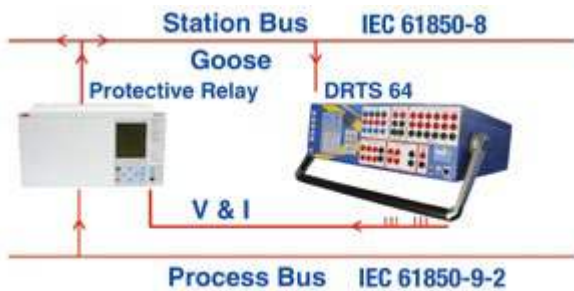 Station Bus IEC 61850-8
Goose
Protective Relay DRTS 64
V & I
Process Bus IEC 61850-9-2